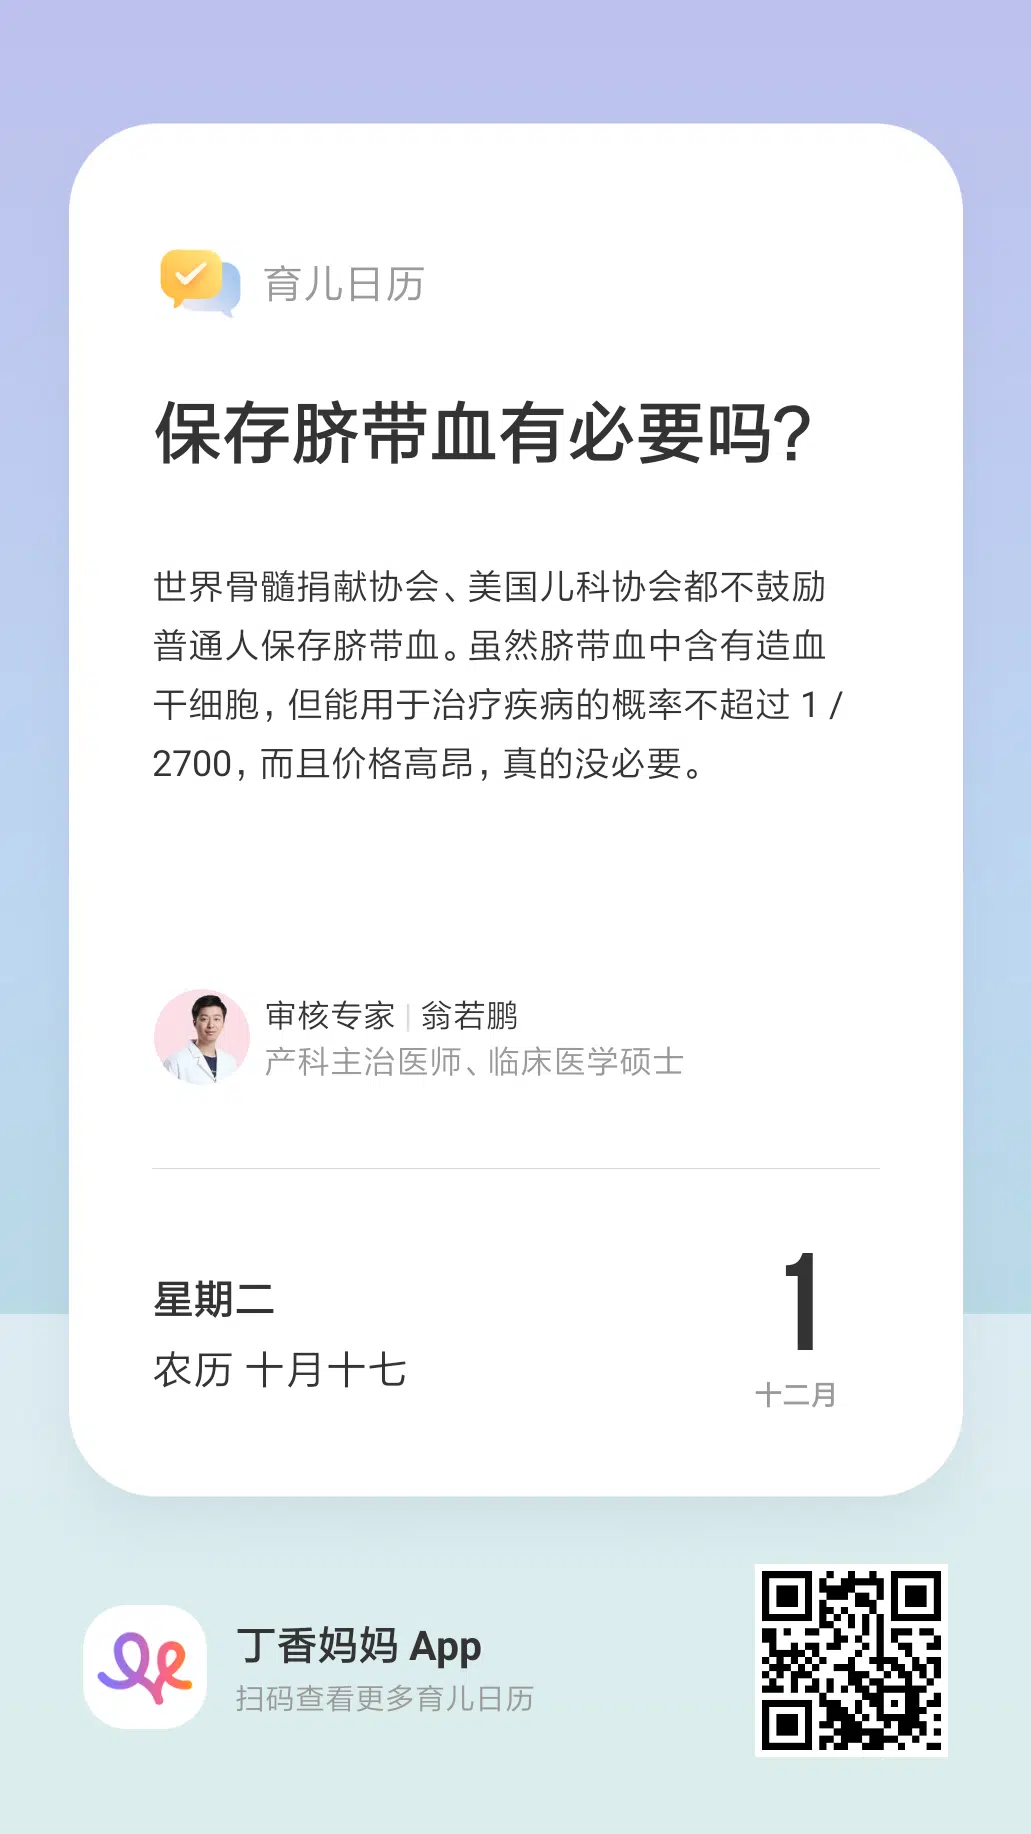 育儿日历
保存脐带血有必要吗?
世界骨髓捐献协会、美国儿科协会都不鼓励
普通人保存脐带血。虽然脐带血中含有造血
干细胞,但能用于治疗疾病的概率不超过 1 /
2700,而且价格高昂,真的没必要。
审核专家 | 翁若鹏
产科主治医师、临床医学硕士
星期二
农历 十月十七
1
十二月
丁香妈妈 App
扫码查看更多育儿日历